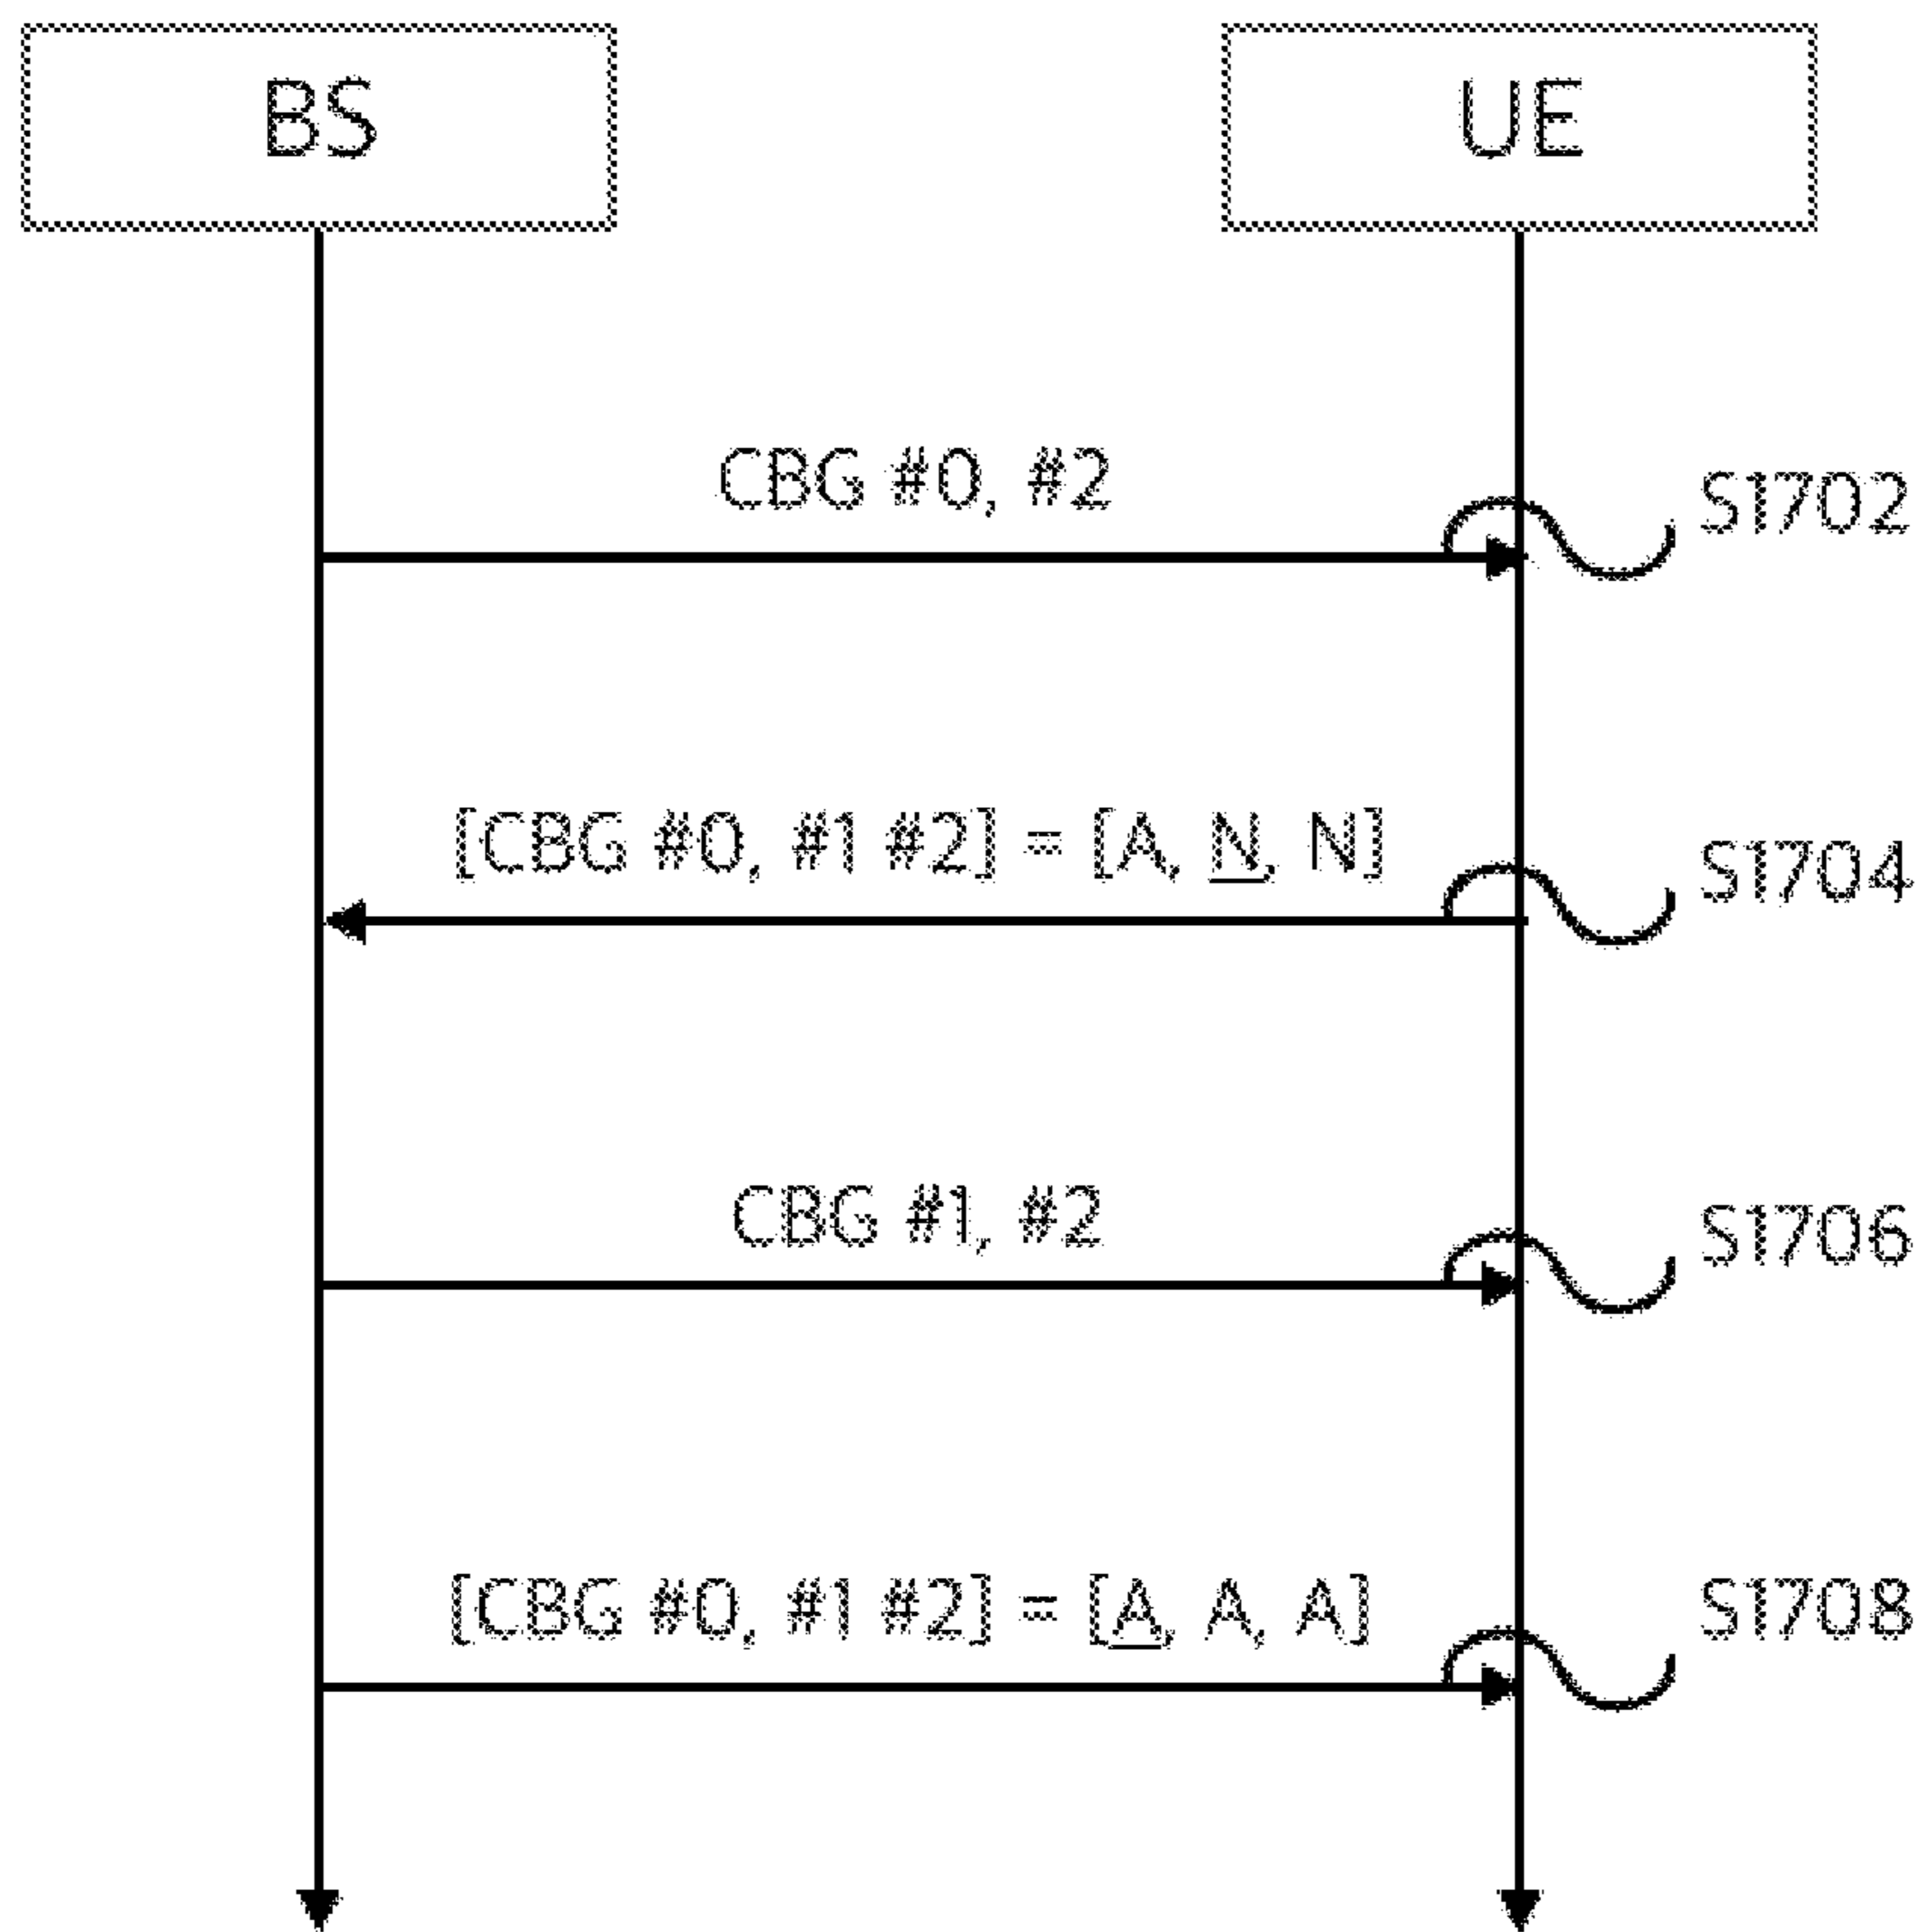 BS
UE
CBG #0, #2
S1702
[CBG #0, #1 #2] = [A, N, N]
S1704
CBG #1, #2
S1706
[CBG #0, #1 #2] = [A, A, A]
S1708